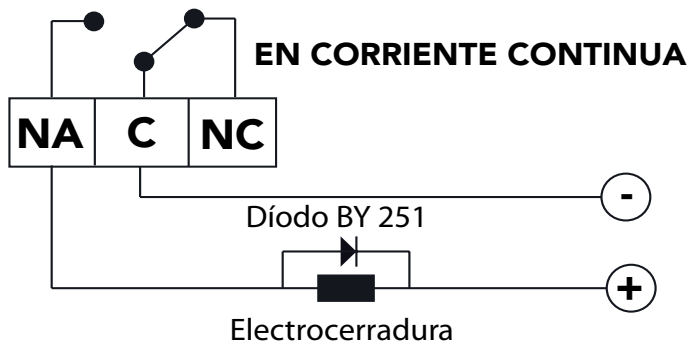 EN CORRIENTE CONTINUA
NA C NC
-
Díodo BY 251
+
Electrocerradura